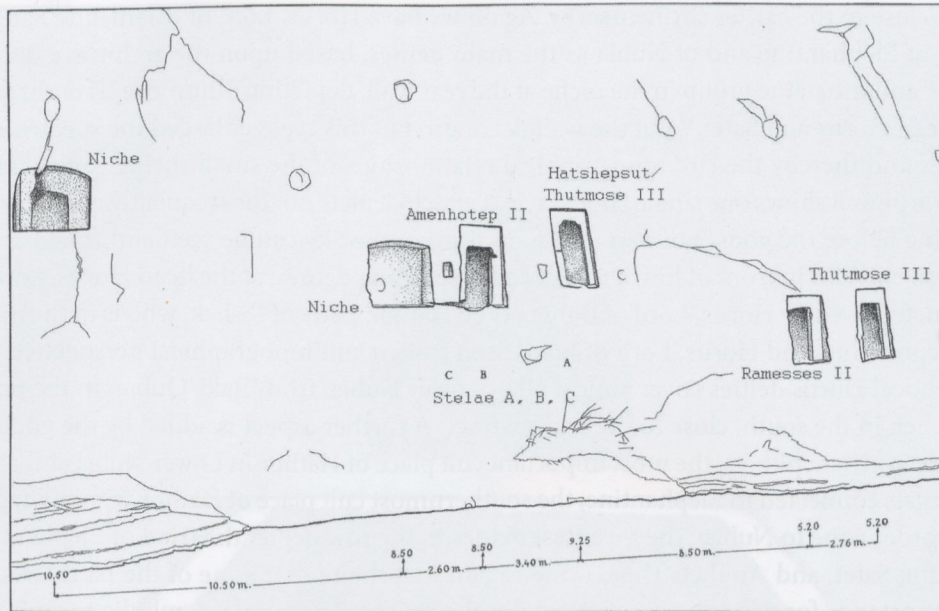 Niche
Hatshepsut/
Thutmose III
Amenhotep II
Thutmose III
Niche
Ramesses II
A
C B
Stelae A, B, C
10.50
10.50 m.
8.50
2.60 m.
8.50
3.40 m.
9.25
8.50 m.
5.20
2.76 m.
5.20